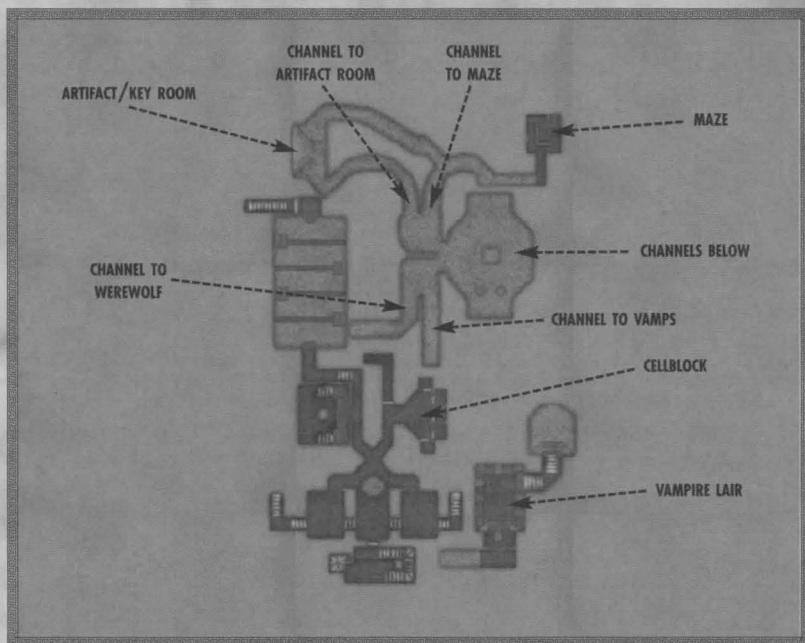 CHANNEL TO
ARTIFACT ROOM
CHANNEL
TO MAZE
ARTIFACT/KEY ROOM
MAZE
CHANNELS BELOW
CHANNEL TO
WEREWOLF
CHANNEL TO VAMPS
CELLBLOCK
VAMPIRE LAIR